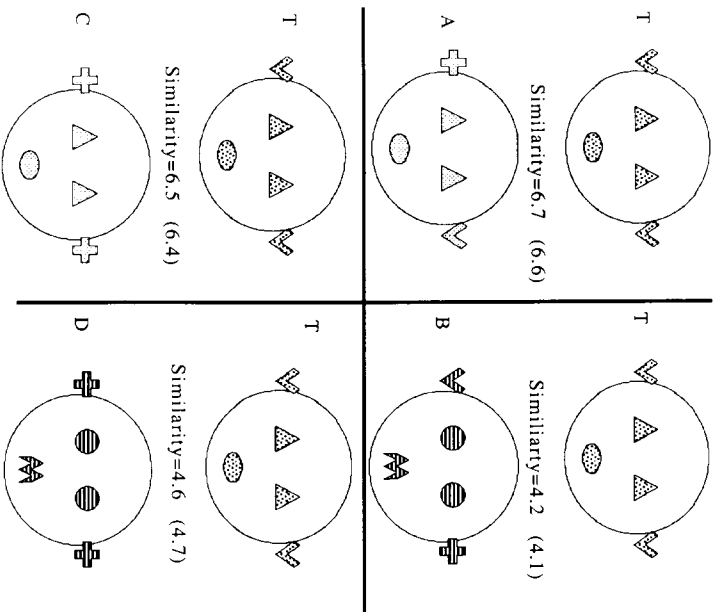 T
Similarity=6.7 (6.6)
A
T
Similiarty=4.2 (4.1)
B
T
Similarity=6.5 (6.4)
C
T
Similarity=4.6 (4.7)
D